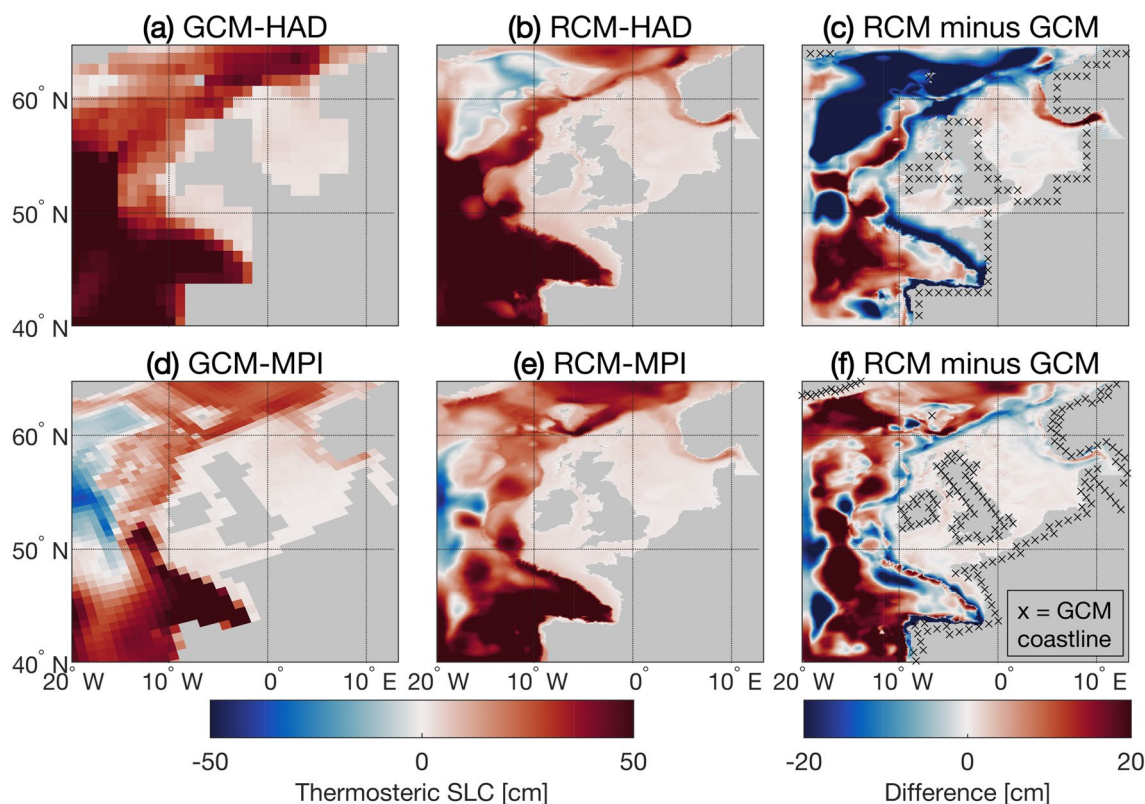 (a) GCM-HAD
(b) RCM-HAD
(c) RCM minus GCM
60° N
50° N
40° N
(d) GCM-MPI
(e) RCM-MPI
(f) RCM minus GCM
60° N
50° N
40° N
x = GCM
coastline
20° W 10° W 0° 10° E
20° W 10° W 0° 10° E
20° W 10° W 0° 10° E
-50 0 50
Thermosteric SLC [cm]
-20 0 20
Difference [cm]